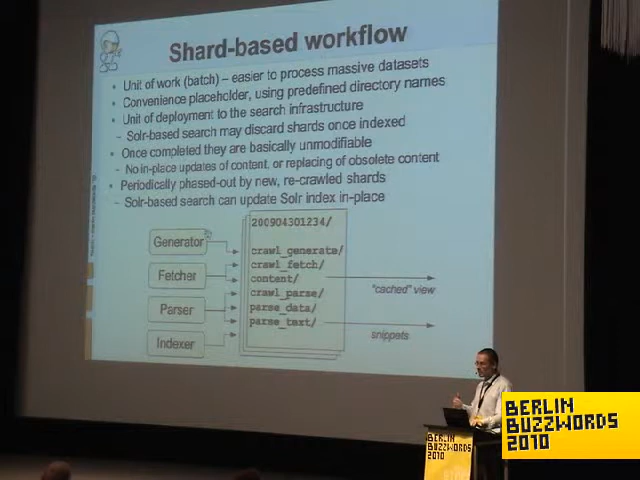 Shard-based workflow
• Unit of work (batch) – easier to process massive datasets
• Convenience placeholder, using predefined directory names
• Unit of deployment to the search infrastructure
– Solr-based search may discard shards once indexed
• Once completed they are basically unmodifiable
– No in-place updates of content, or replacing of obsolete content
• Periodically phased-out by new, re-crawled shards
– Solr-based search can update Solr index in-place
200904301234/
Generator
crawl_generate/
crawl_fetch/
Fetcher
content/
"cached" view
crawl_parse/
Parser
parse_data/
parse_text/
snippets
Indexer
BERLIN
BUZZWORDS
2010
BERLIN
BUZZWORDS
2010